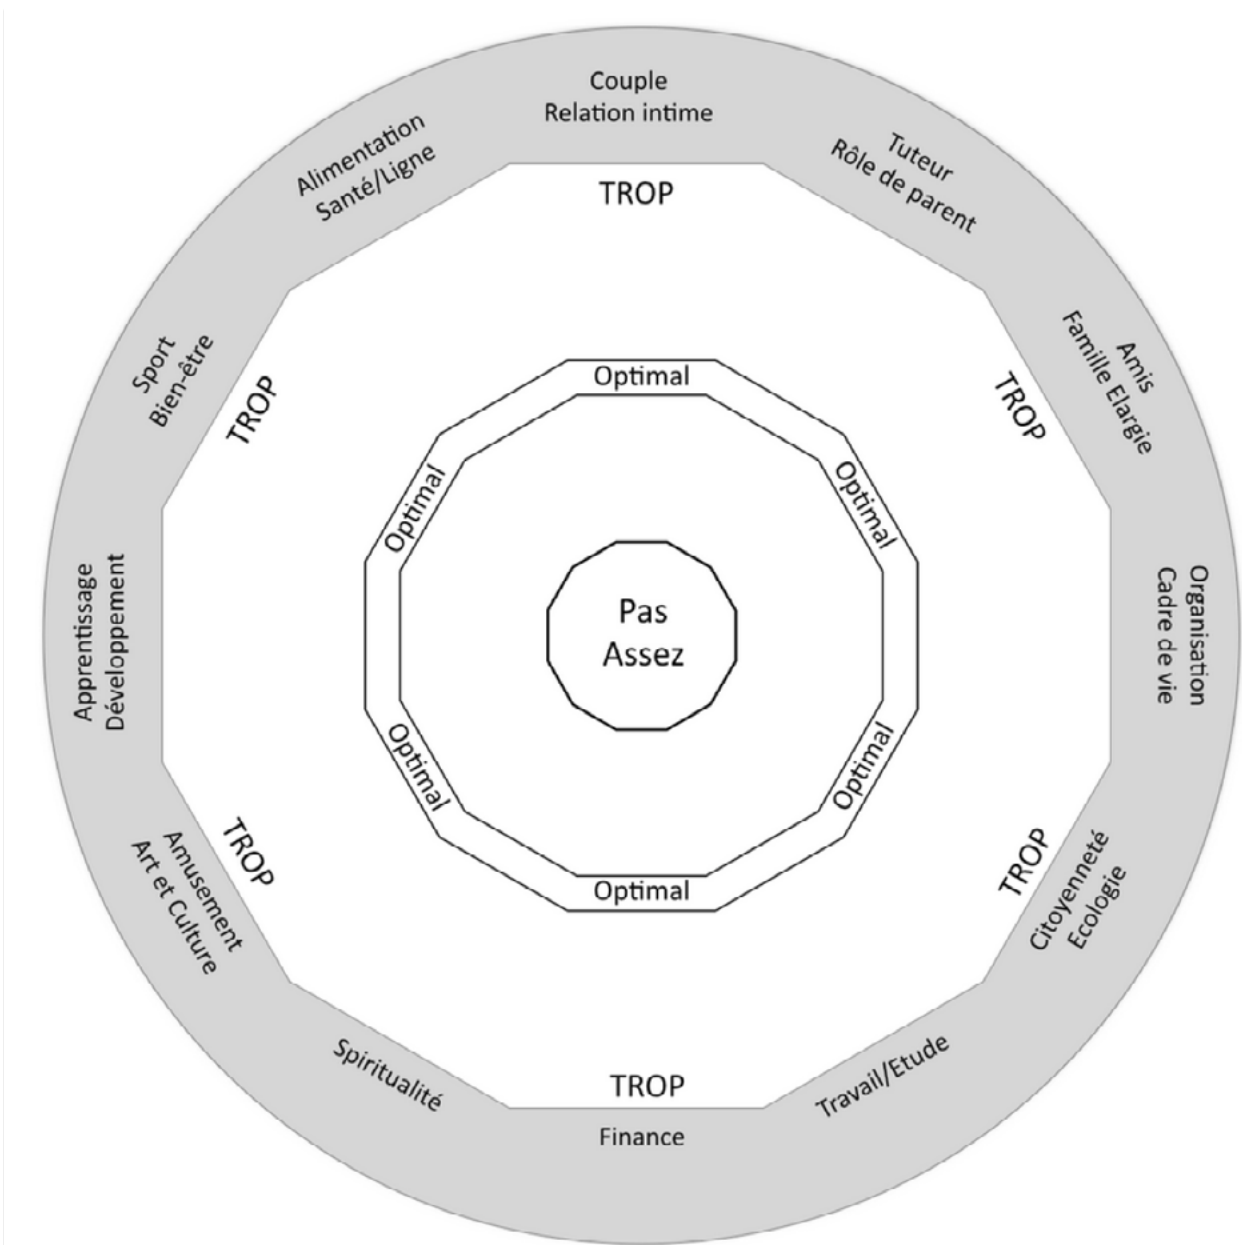 Couple
Relation intime
Tuteur
Rôle de parent
Amis
Famille Elargie
Organisation
Cadre de vie
Citoyenneté
Ecologie
Travail/Etude
Finance
Spiritualité
Amusement
Art et Culture
Apprentissage
Développement
Sport
Bien-être
Alimentation
Santé/Ligne
TROP
TROP
TROP
TROP
TROP
Optimal
Optimal
Optimal
Optimal
Optimal
Optimal
Pas
Assez
TROP